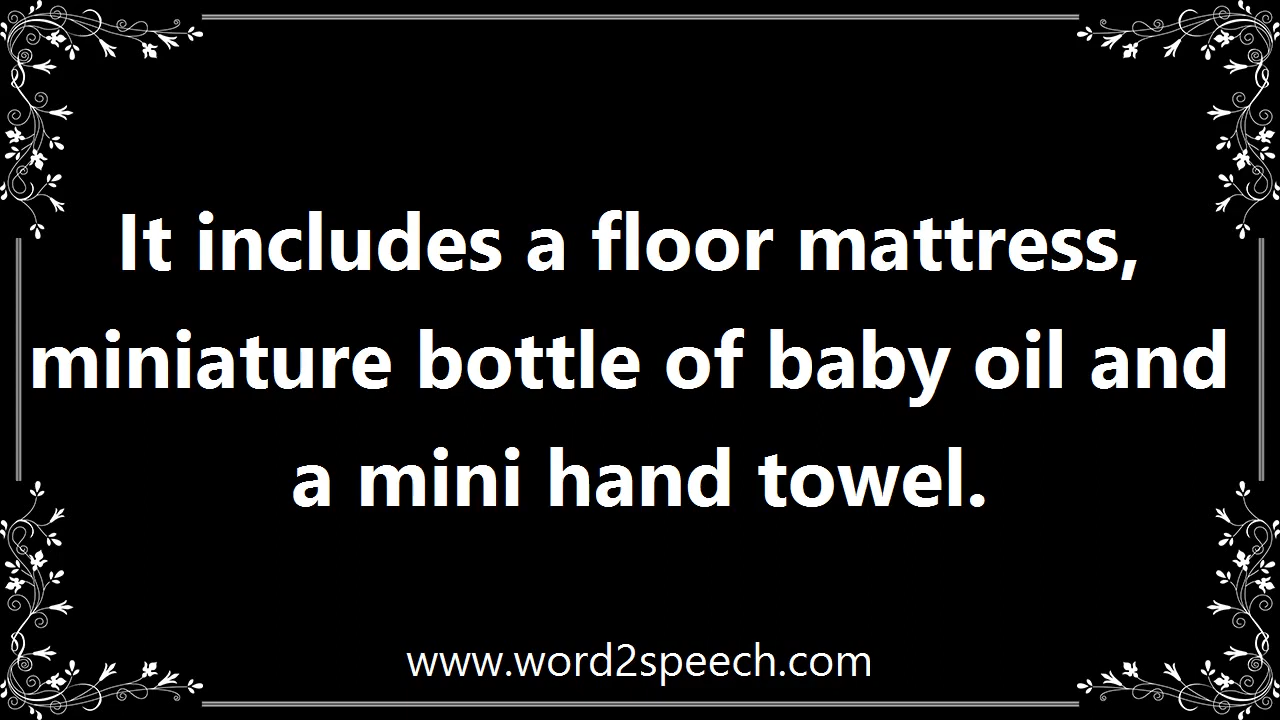 It includes a floor mattress,
miniature bottle of baby oil and
a mini hand towel.
www.word2speech.com